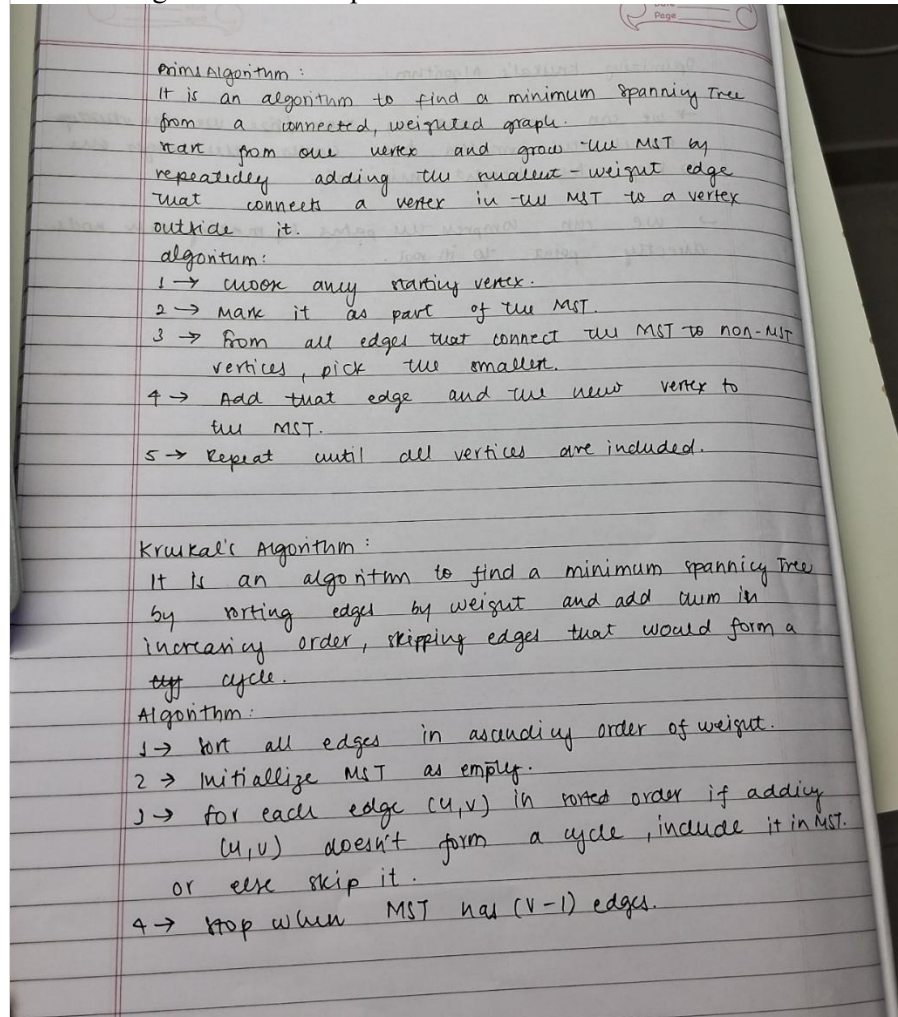 Page
Prims Algorithm :
It is an algorithm to find a minimum Spanning Tree
from a connected, weighted graph.
start from one vertex and grow the MST by
repeatedley adding the smallest - weight edge
that connects a vertex in the MST to a vertex
outside it.
algorithm:
1 → choose any starting vertex.
2 → Mark it as part of the MST.
3 → from all edges that connect the MST to non-MST
vertices, pick the smallest.
4 → Add that edge and the new vertex to
the MST.
5 → Repeat until all vertices are included.
Kruskal's Algorithm :
It is an algorithm to find a minimum spanning Tree
by sorting edges by weight and add them in
increasing order, skipping edges that would form a
cycle.
Algorithm:
1 → sort all edges in ascending order of weight.
2 → Initiallize MST as empty.
3 → for each edge (u,v) in sorted order if adding
(u,v) doesn't form a cycle, include it in MST.
or else skip it.
4 → stop when MST has (V-1) edges.